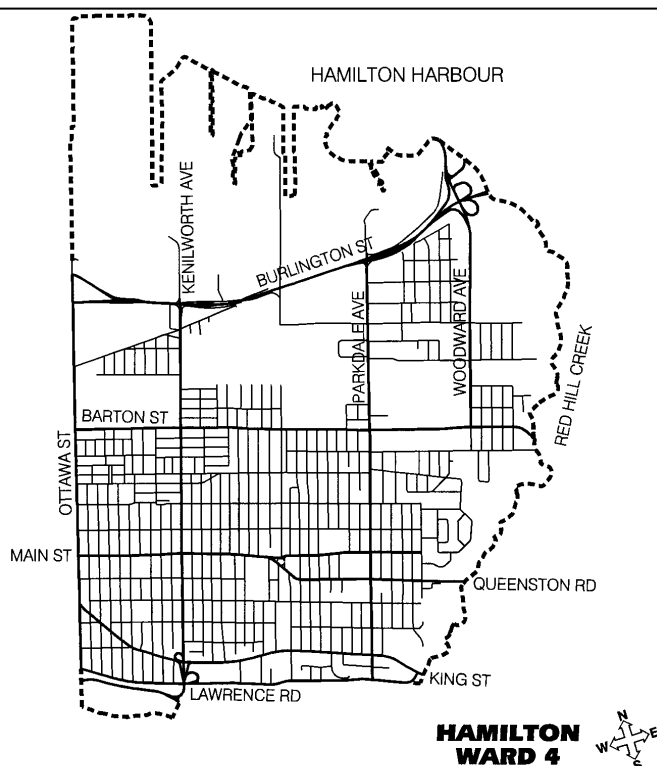 HAMILTON HARBOUR
KENILWORTH AVE
BURLINGTON ST
PARKDALE AVE
WOODWARD AVE
RED HILL CREEK
BARTON ST
OTTAWA ST
MAIN ST
QUEENSTON RD
KING ST
LAWRENCE RD
HAMILTON
WARD 4
N
W E
S